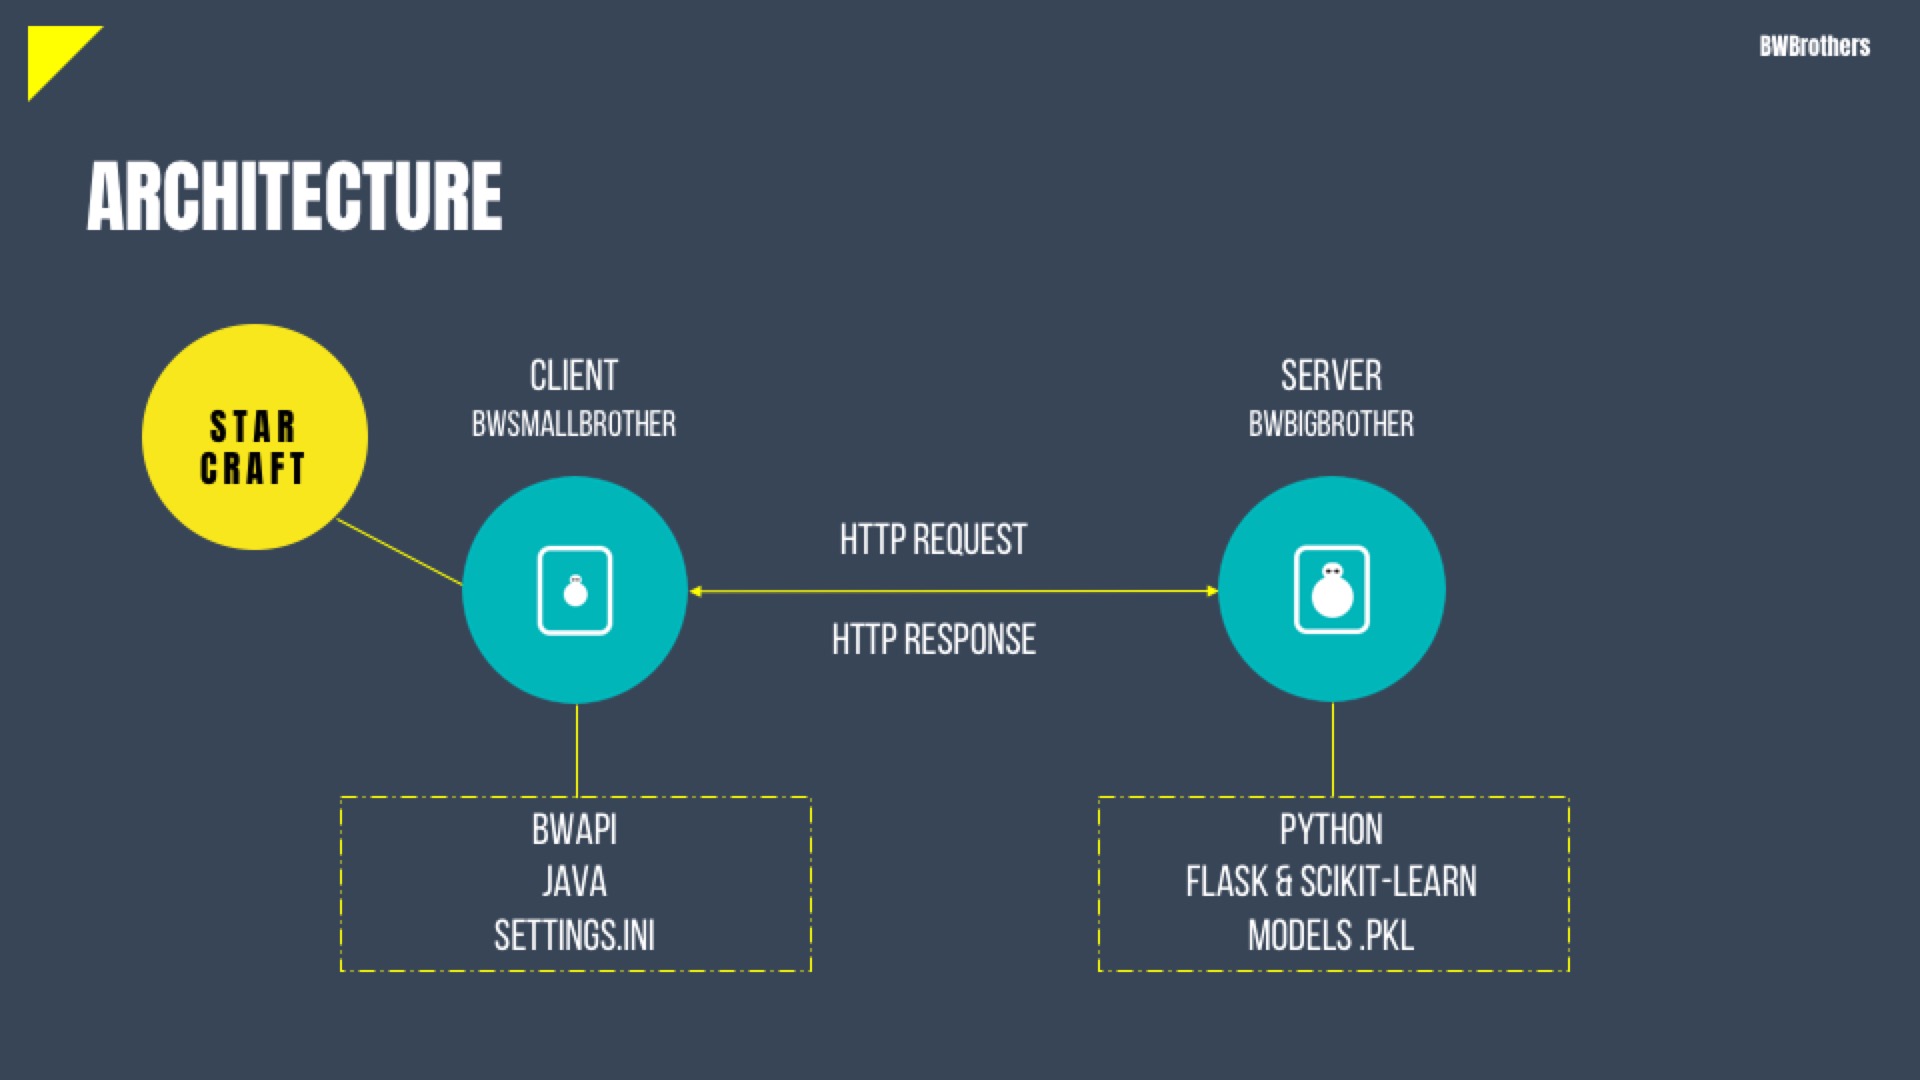 BWBrothers
ARCHITECTURE
STAR
CRAFT
CLIENT
BWSMALLBROTHER
SERVER
BWBIGBROTHER
HTTP REQUEST
HTTP RESPONSE
BWAPI
JAVA
SETTINGS.INI
PYTHON
FLASK & SCIKIT-LEARN
MODELS .PKL